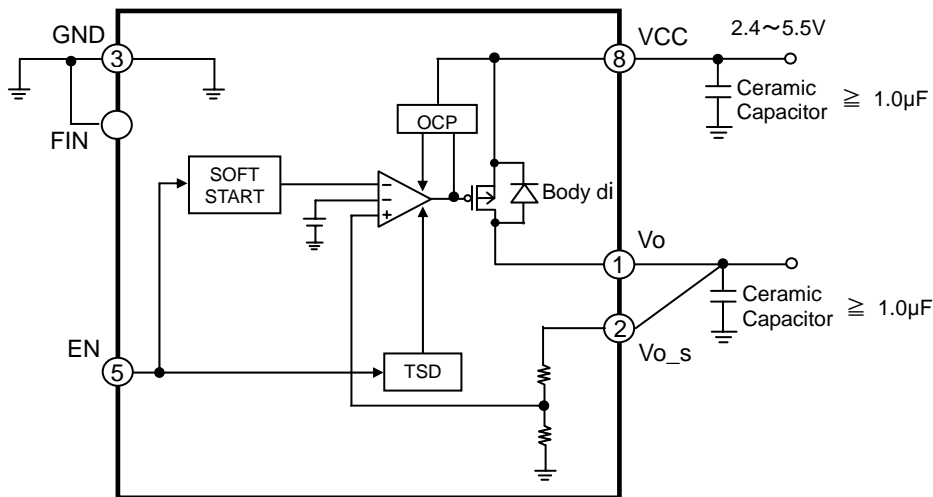 GND
3
FIN
VCC
8
2.4～5.5V
Ceramic
Capacitor ≧ 1.0µF
OCP
SOFT
START
−
−
+
Body di
Vo
1
Ceramic
Capacitor ≧ 1.0µF
2
Vo_s
EN
5
TSD